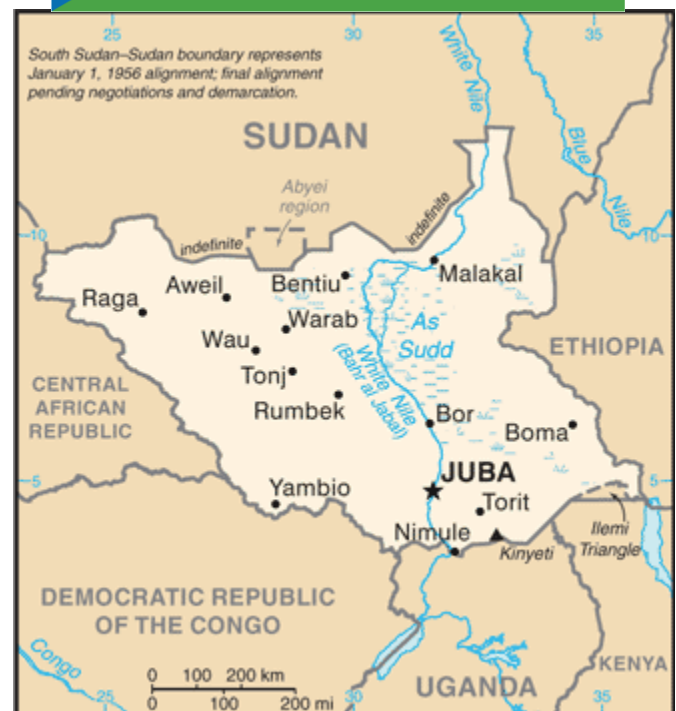 25
30
35
South Sudan–Sudan boundary represents
January 1, 1956 alignment; final alignment
pending negotiations and demarcation.
White Nile
SUDAN
Blue
Nile
Abyei
region
indefinite
indefinite
10
10
Malakal
Bentiu
Aweil
Raga
Warab
As
Sudd
Wau
ETHIOPIA
White Nile
(Bahr al Jabal)
Tonj
CENTRAL
AFRICAN
REPUBLIC
Rumbek
Bor
Boma
5
5
JUBA
Yambio
Torit
Nimule
Kinyeti
Ilemi
Triangle
DEMOCRATIC REPUBLIC
OF THE CONGO
Congo
KENYA
UGANDA
0 100 200 km
0 100 200 mi
25
30
35